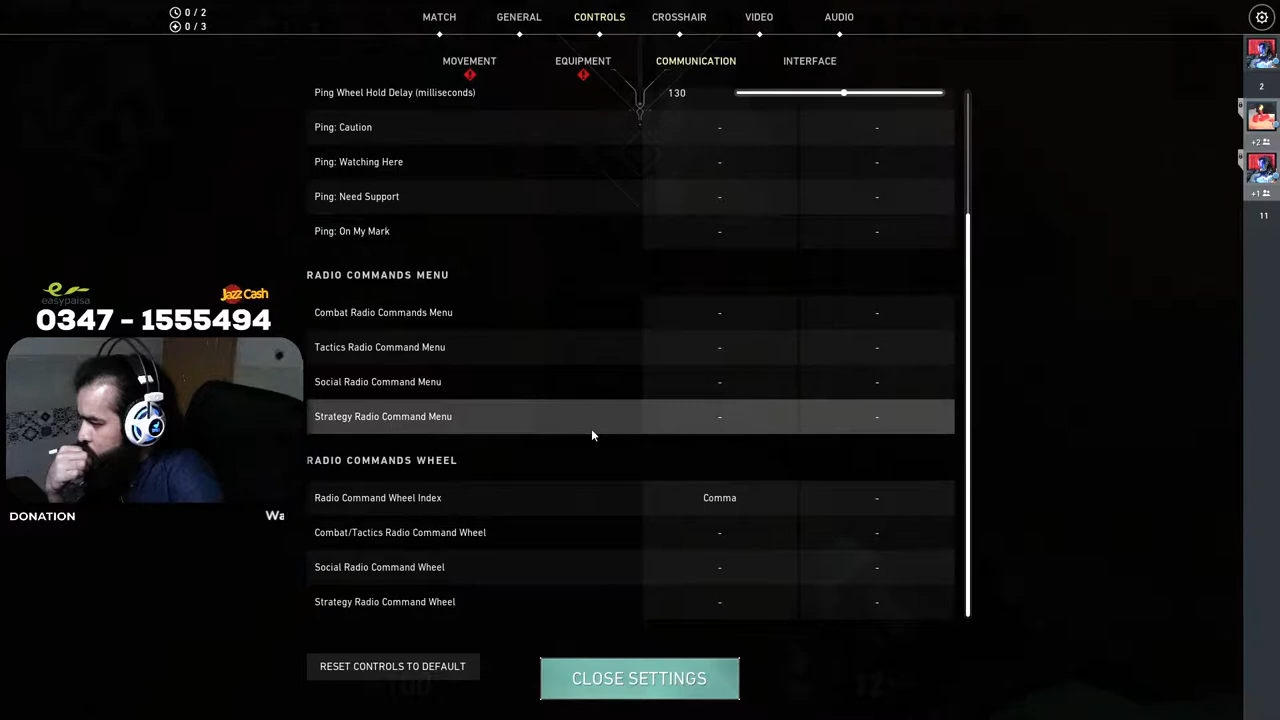 0 / 2
0 / 3
MATCH GENERAL CONTROLS CROSSHAIR VIDEO AUDIO
MOVEMENT EQUIPMENT COMMUNICATION INTERFACE
Ping Wheel Hold Delay (milliseconds) 130
Ping: Caution - -
Ping: Watching Here - -
Ping: Need Support - -
Ping: On My Mark - -
RADIO COMMANDS MENU
Combat Radio Commands Menu - -
Tactics Radio Command Menu - -
Social Radio Command Menu - -
Strategy Radio Command Menu - -
RADIO COMMANDS WHEEL
Radio Command Wheel Index Comma -
Combat/Tactics Radio Command Wheel - -
Social Radio Command Wheel - -
Strategy Radio Command Wheel - -
RESET CONTROLS TO DEFAULT
CLOSE SETTINGS
easypaisa JazzCash
0347 - 1555494
DONATION Wa
2
+2
+1
11